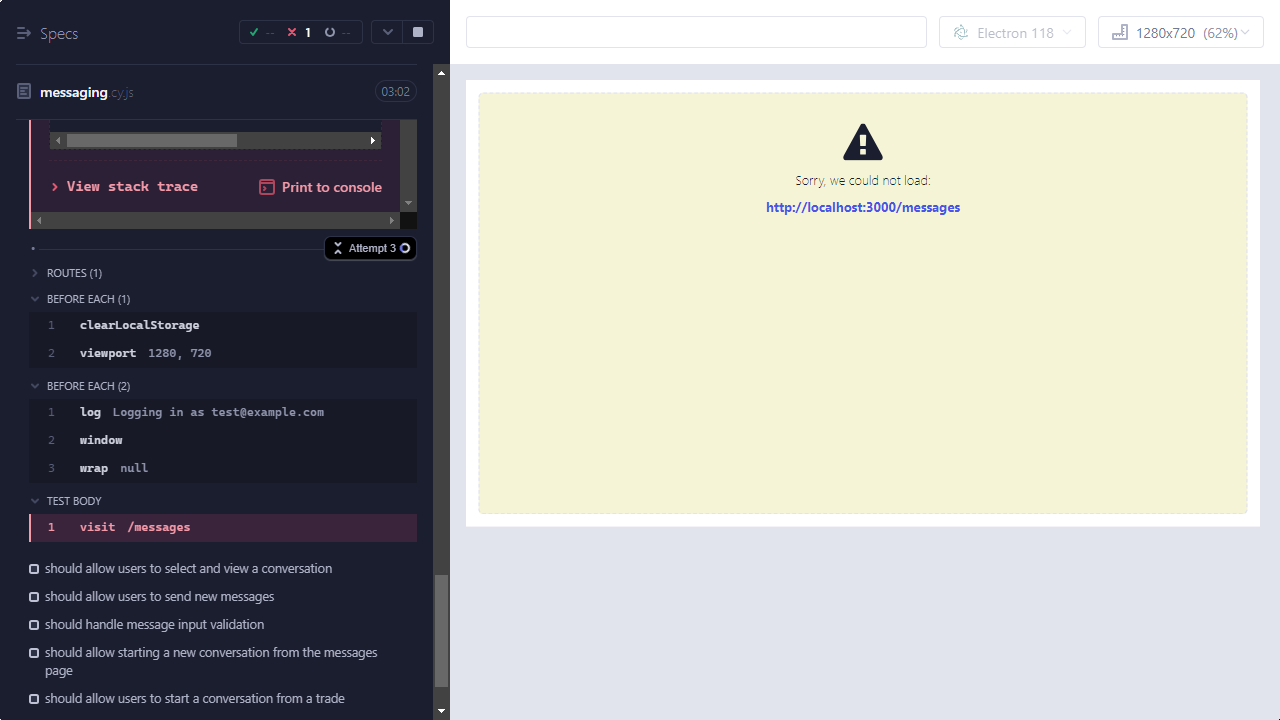 Specs
-- 1 --
messaging.cy.js
03:02
View stack trace
Print to console
Attempt 3
ROUTES (1)
BEFORE EACH (1)
1 clearLocalStorage
2 viewport 1280, 720
BEFORE EACH (2)
1 log Logging in as test@example.com
2 window
3 wrap null
TEST BODY
1 visit /messages
should allow users to select and view a conversation
should allow users to send new messages
should handle message input validation
should allow starting a new conversation from the messages
page
should allow users to start a conversation from a trade
Electron 118
1280x720 (62%)
Sorry, we could not load:
http://localhost:3000/messages